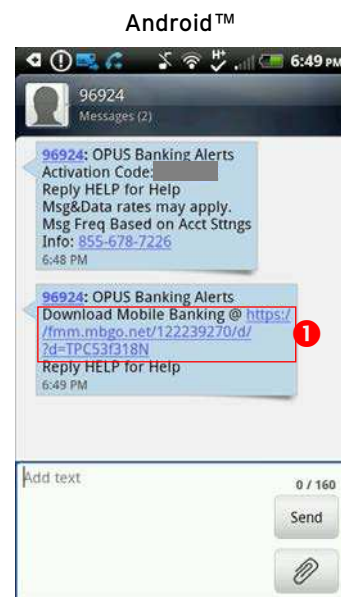 Android™
H+
6:49 PM
96924
Messages (2)
96924: OPUS Banking Alerts
Activation Code:
Reply HELP for Help
Msg&Data rates may apply.
Msg Freq Based on Acct Sttngs
Info: 855-678-7226
6:48 PM
96924: OPUS Banking Alerts
Download Mobile Banking @ https:/
/fmm.mbgo.net/122239270/d/
?d=TPC53f318N
1
Reply HELP for Help
6:49 PM
Add text
0 / 160
Send